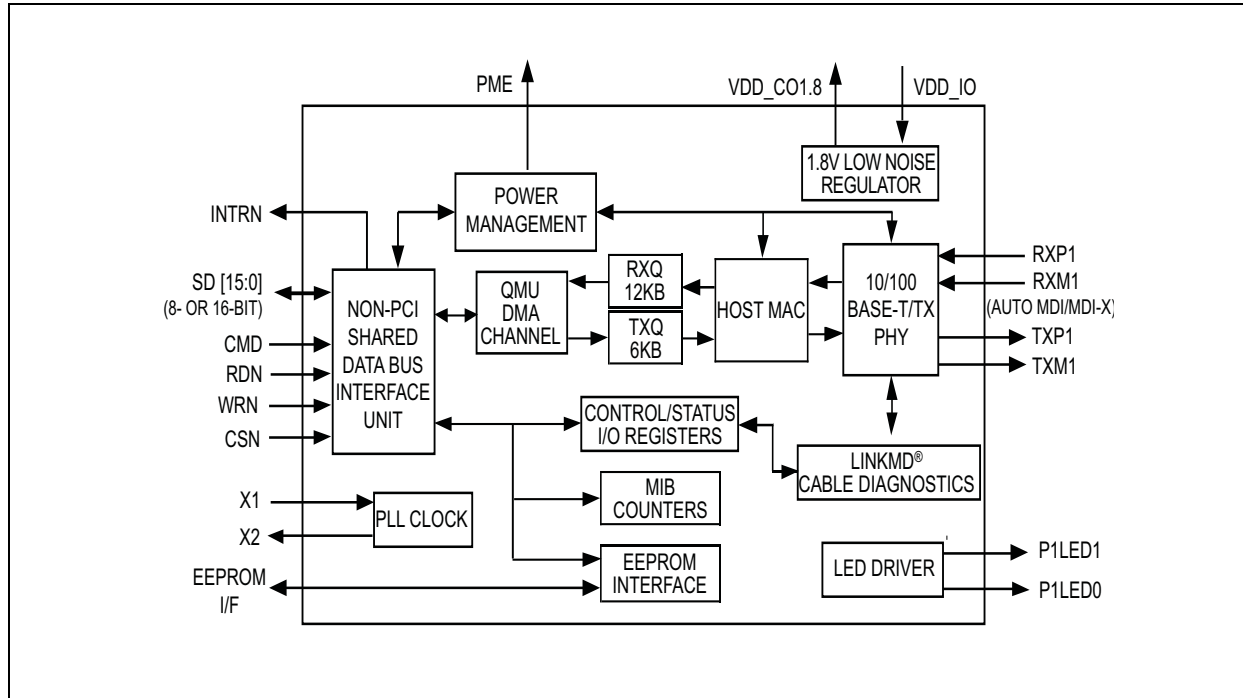 PME
VDD_CO1.8
VDD_IO
1.8V LOW NOISE
REGULATOR
POWER
MANAGEMENT
INTRN
SD [15:0]
(8- OR 16-BIT)
CMD
RDN
WRN
CSN
NON-PCI
SHARED
DATA BUS
INTERFACE
UNIT
QMU
DMA
CHANNEL
RXQ
12KB
TXQ
6KB
HOST MAC
10/100
BASE-T/TX
PHY
RXP1
RXM1
(AUTO MDI/MDI-X)
TXP1
TXM1
CONTROL/STATUS
I/O REGISTERS
LINKMD®
CABLE DIAGNOSTICS
MIB
COUNTERS
X1
X2
PLL CLOCK
EEPROM
I/F
EEPROM
INTERFACE
LED DRIVER
P1LED1
P1LED0